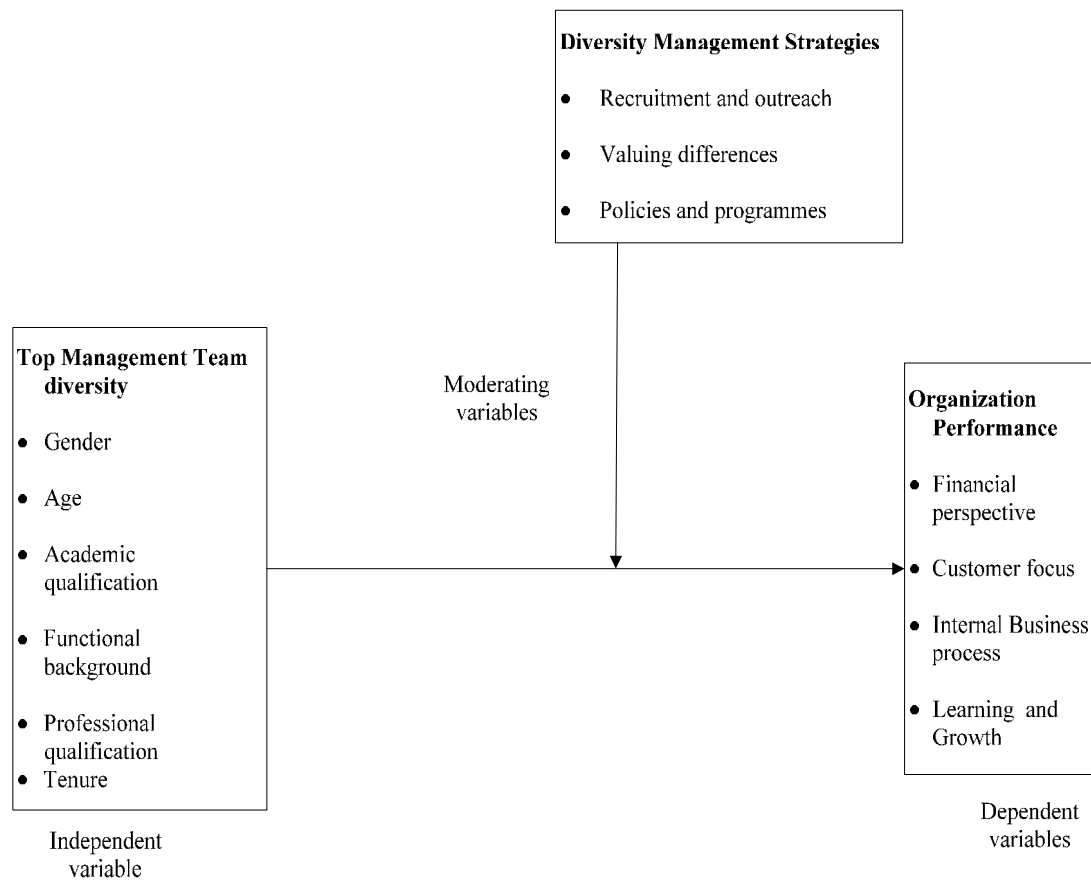 Diversity Management Strategies
● Recruitment and outreach
● Valuing differences
● Policies and programmes
Top Management Team
diversity
● Gender
● Age
● Academic
qualification
● Functional
background
● Professional
qualification
● Tenure
Independent
variable
Moderating
variables
Organization
Performance
● Financial
perspective
● Customer focus
● Internal Business
process
● Learning and
Growth
Dependent
variables